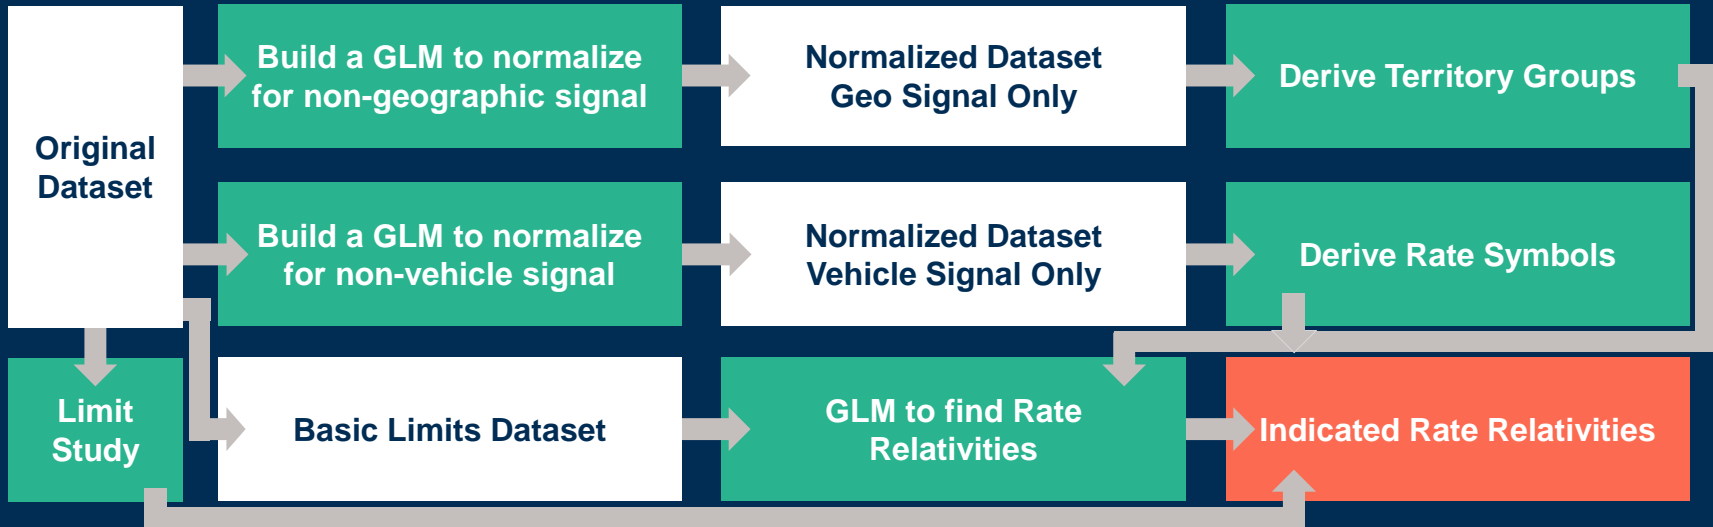 Original
Dataset
Build a GLM to normalize
for non-geographic signal
Normalized Dataset
Geo Signal Only
Derive Territory Groups
Build a GLM to normalize
for non-vehicle signal
Normalized Dataset
Vehicle Signal Only
Derive Rate Symbols
Limit
Study
Basic Limits Dataset
GLM to find Rate
Relativities
Indicated Rate Relativities